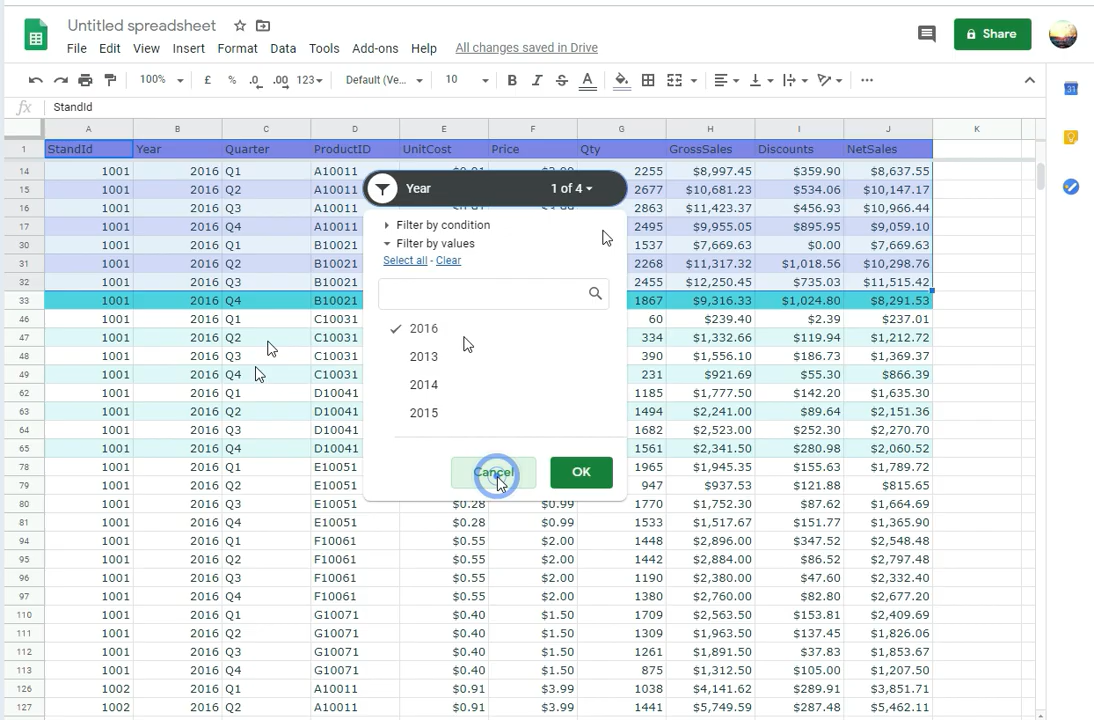 Untitled spreadsheet
File Edit View Insert Format Data Tools Add-ons Help All changes saved in Drive
Share
100% £ % .0 .00 123 Default (Ve... 10 B I S A
fx StandId
A B C D E F G H I J K
1 StandId Year Quarter ProductID UnitCost Price Qty GrossSales Discounts NetSales
14 1001 2016 Q1 A10011 $0.91 $3.99 2255 $8,997.45 $359.90 $8,637.55
15 1001 2016 Q2 A10011 2677 $10,681.23 $534.06 $10,147.17
16 1001 2016 Q3 A10011 2863 $11,423.37 $456.93 $10,966.44
17 1001 2016 Q4 A10011 2495 $9,955.05 $895.95 $9,059.10
30 1001 2016 Q1 B10021 1537 $7,669.63 $0.00 $7,669.63
31 1001 2016 Q2 B10021 2268 $11,317.32 $1,018.56 $10,298.76
32 1001 2016 Q3 B10021 2455 $12,250.45 $735.03 $11,515.42
33 1001 2016 Q4 B10021 1867 $9,316.33 $1,024.80 $8,291.53
46 1001 2016 Q1 C10031 60 $239.40 $2.39 $237.01
47 1001 2016 Q2 C10031 334 $1,332.66 $119.94 $1,212.72
48 1001 2016 Q3 C10031 390 $1,556.10 $186.73 $1,369.37
49 1001 2016 Q4 C10031 231 $921.69 $55.30 $866.39
62 1001 2016 Q1 D10041 1185 $1,777.50 $142.20 $1,635.30
63 1001 2016 Q2 D10041 1494 $2,241.00 $89.64 $2,151.36
64 1001 2016 Q3 D10041 1682 $2,523.00 $252.30 $2,270.70
65 1001 2016 Q4 D10041 1561 $2,341.50 $280.98 $2,060.52
78 1001 2016 Q1 E10051 1965 $1,945.35 $155.63 $1,789.72
79 1001 2016 Q2 E10051 947 $937.53 $121.88 $815.65
80 1001 2016 Q3 E10051 $0.28 $0.99 1770 $1,752.30 $87.62 $1,664.69
81 1001 2016 Q4 E10051 $0.28 $0.99 1533 $1,517.67 $151.77 $1,365.90
94 1001 2016 Q1 F10061 $0.55 $2.00 1448 $2,896.00 $347.52 $2,548.48
95 1001 2016 Q2 F10061 $0.55 $2.00 1442 $2,884.00 $86.52 $2,797.48
96 1001 2016 Q3 F10061 $0.55 $2.00 1190 $2,380.00 $47.60 $2,332.40
97 1001 2016 Q4 F10061 $0.55 $2.00 1380 $2,760.00 $82.80 $2,677.20
110 1001 2016 Q1 G10071 $0.40 $1.50 1709 $2,563.50 $153.81 $2,409.69
111 1001 2016 Q2 G10071 $0.40 $1.50 1309 $1,963.50 $137.45 $1,826.06
112 1001 2016 Q3 G10071 $0.40 $1.50 1261 $1,891.50 $37.83 $1,853.67
113 1001 2016 Q4 G10071 $0.40 $1.50 875 $1,312.50 $105.00 $1,207.50
126 1002 2016 Q1 A10011 $0.91 $3.99 1038 $4,141.62 $289.91 $3,851.71
127 1002 2016 Q2 A10011 $0.91 $3.99 1441 $5,749.59 $287.48 $5,462.11
Year 1 of 4
Filter by condition
Filter by values
Select all - Clear
2016
2013
2014
2015
Cancel OK
31